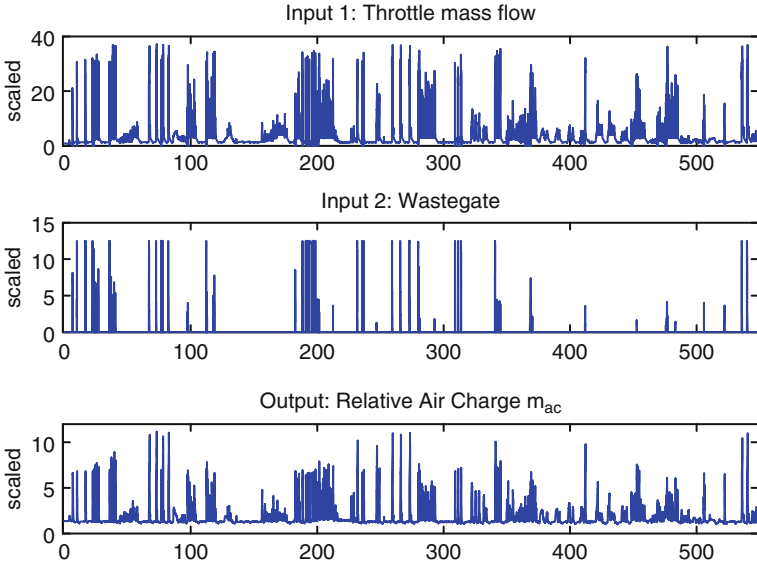 Input 1: Throttle mass flow
scaled
40
20
0
0 100 200 300 400 500
Input 2: Wastegate
scaled
15
10
5
0
0 100 200 300 400 500
Output: Relative Air Charge m_ac
scaled
10
5
0
0 100 200 300 400 500